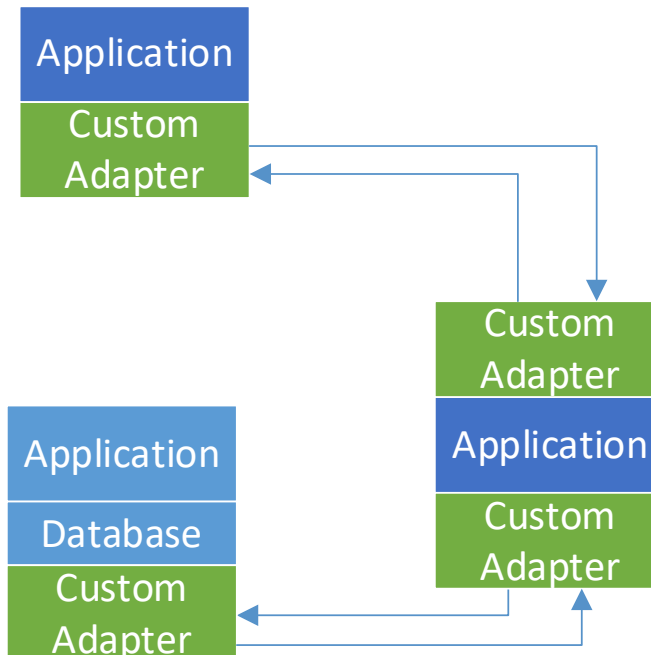 Application
Custom
Adapter
Custom
Adapter
Application
Custom
Adapter
Application
Database
Custom
Adapter